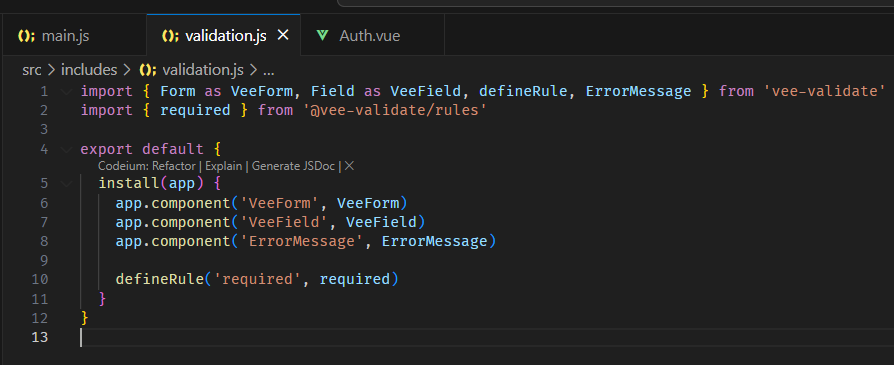 main.js
validation.js
Auth.vue
src > includes > validation.js > ...
1 import { Form as VeeForm, Field as VeeField, defineRule, ErrorMessage } from 'vee-validate'
2 import { required } from '@vee-validate/rules'
3
4 export default {
Codeium: Refactor | Explain | Generate JSDoc | ×
5   install(app) {
6     app.component('VeeForm', VeeForm)
7     app.component('VeeField', VeeField)
8     app.component('ErrorMessage', ErrorMessage)
9
10     defineRule('required', required)
11   }
12 }
13